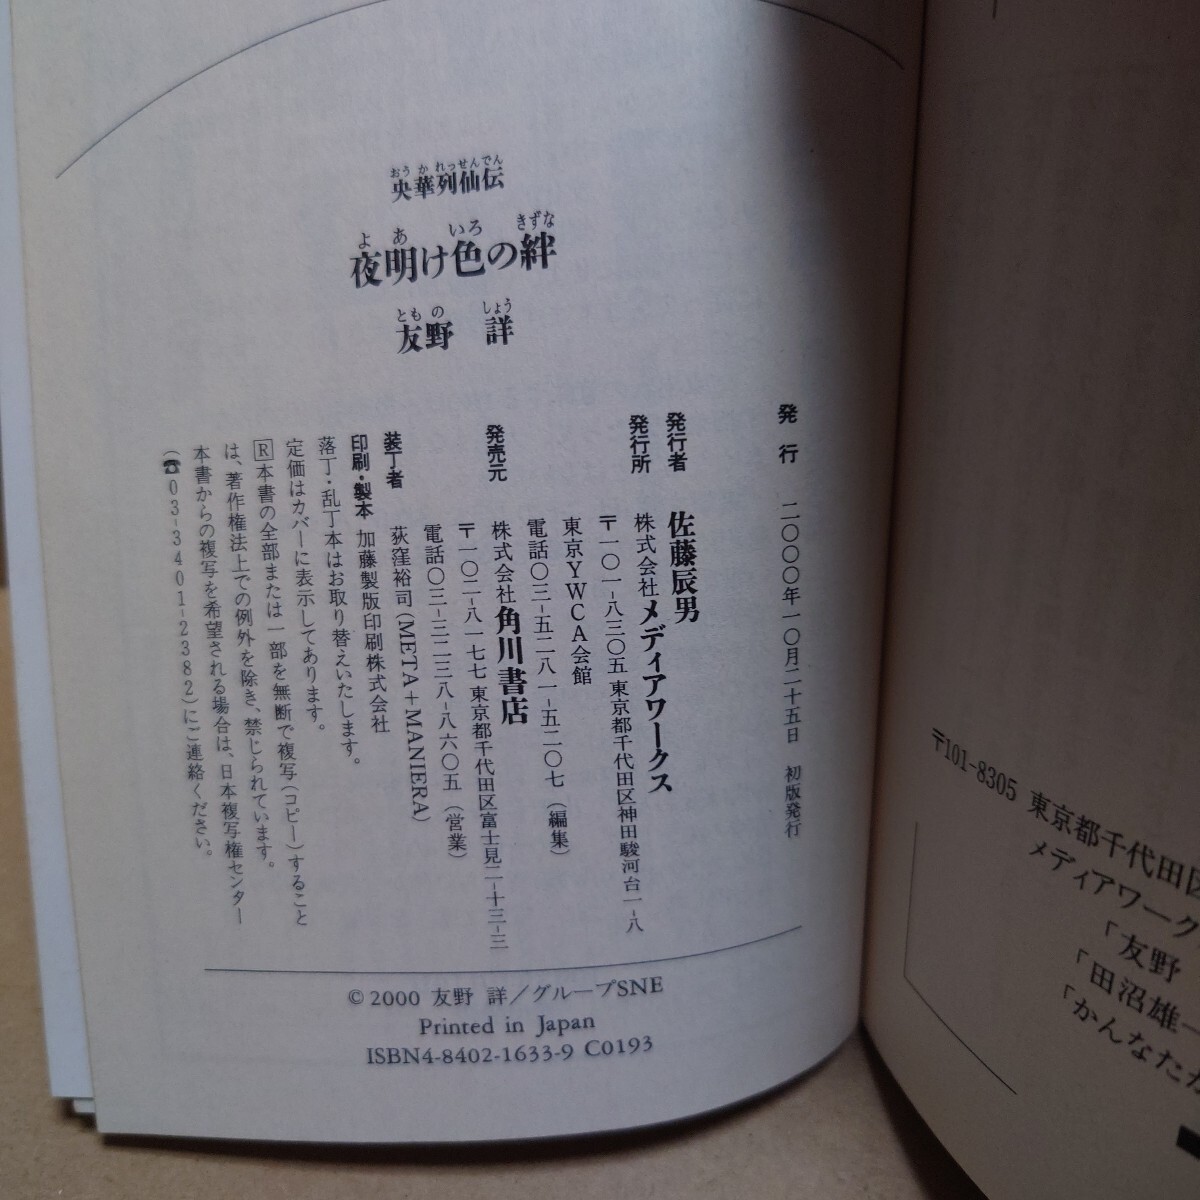 おうかれっせんでん
央華列仙伝
よあいろきずな
夜明け色の絆
とものしょう
友野 詳
発行 二〇〇〇年一〇月二十五日 初版発行
発行者 佐藤辰男
発行所 株式会社メディアワークス
〒一〇一-八三〇五 東京都千代田区神田駿河台一-八
東京YWCA会館
電話〇三-五二八一-五二〇七(編集)
発売元 株式会社角川書店
〒一〇二-八一七七 東京都千代田区富士見二-十三-三
電話〇三-三二三八-八六〇五(営業)
装丁者 荻窪裕司(META+MANIERA)
印刷・製本 加藤製版印刷株式会社
落丁・乱丁本はお取り替えいたします。
定価はカバーに表示してあります。
R本書の全部または一部を無断で複写(コピー)すること
は、著作権法上での例外を除き、禁じられています。
本書からの複写を希望される場合は、日本複写権センター
(☎03-3401-2382)にご連絡ください。
© 2000 友野 詳/グループSNE
Printed in Japan
ISBN4-8402-1633-9 C0193
〒101-8305 東京都千代田区
メディアワーク
「友野
「田沼雄一
「かんなたか